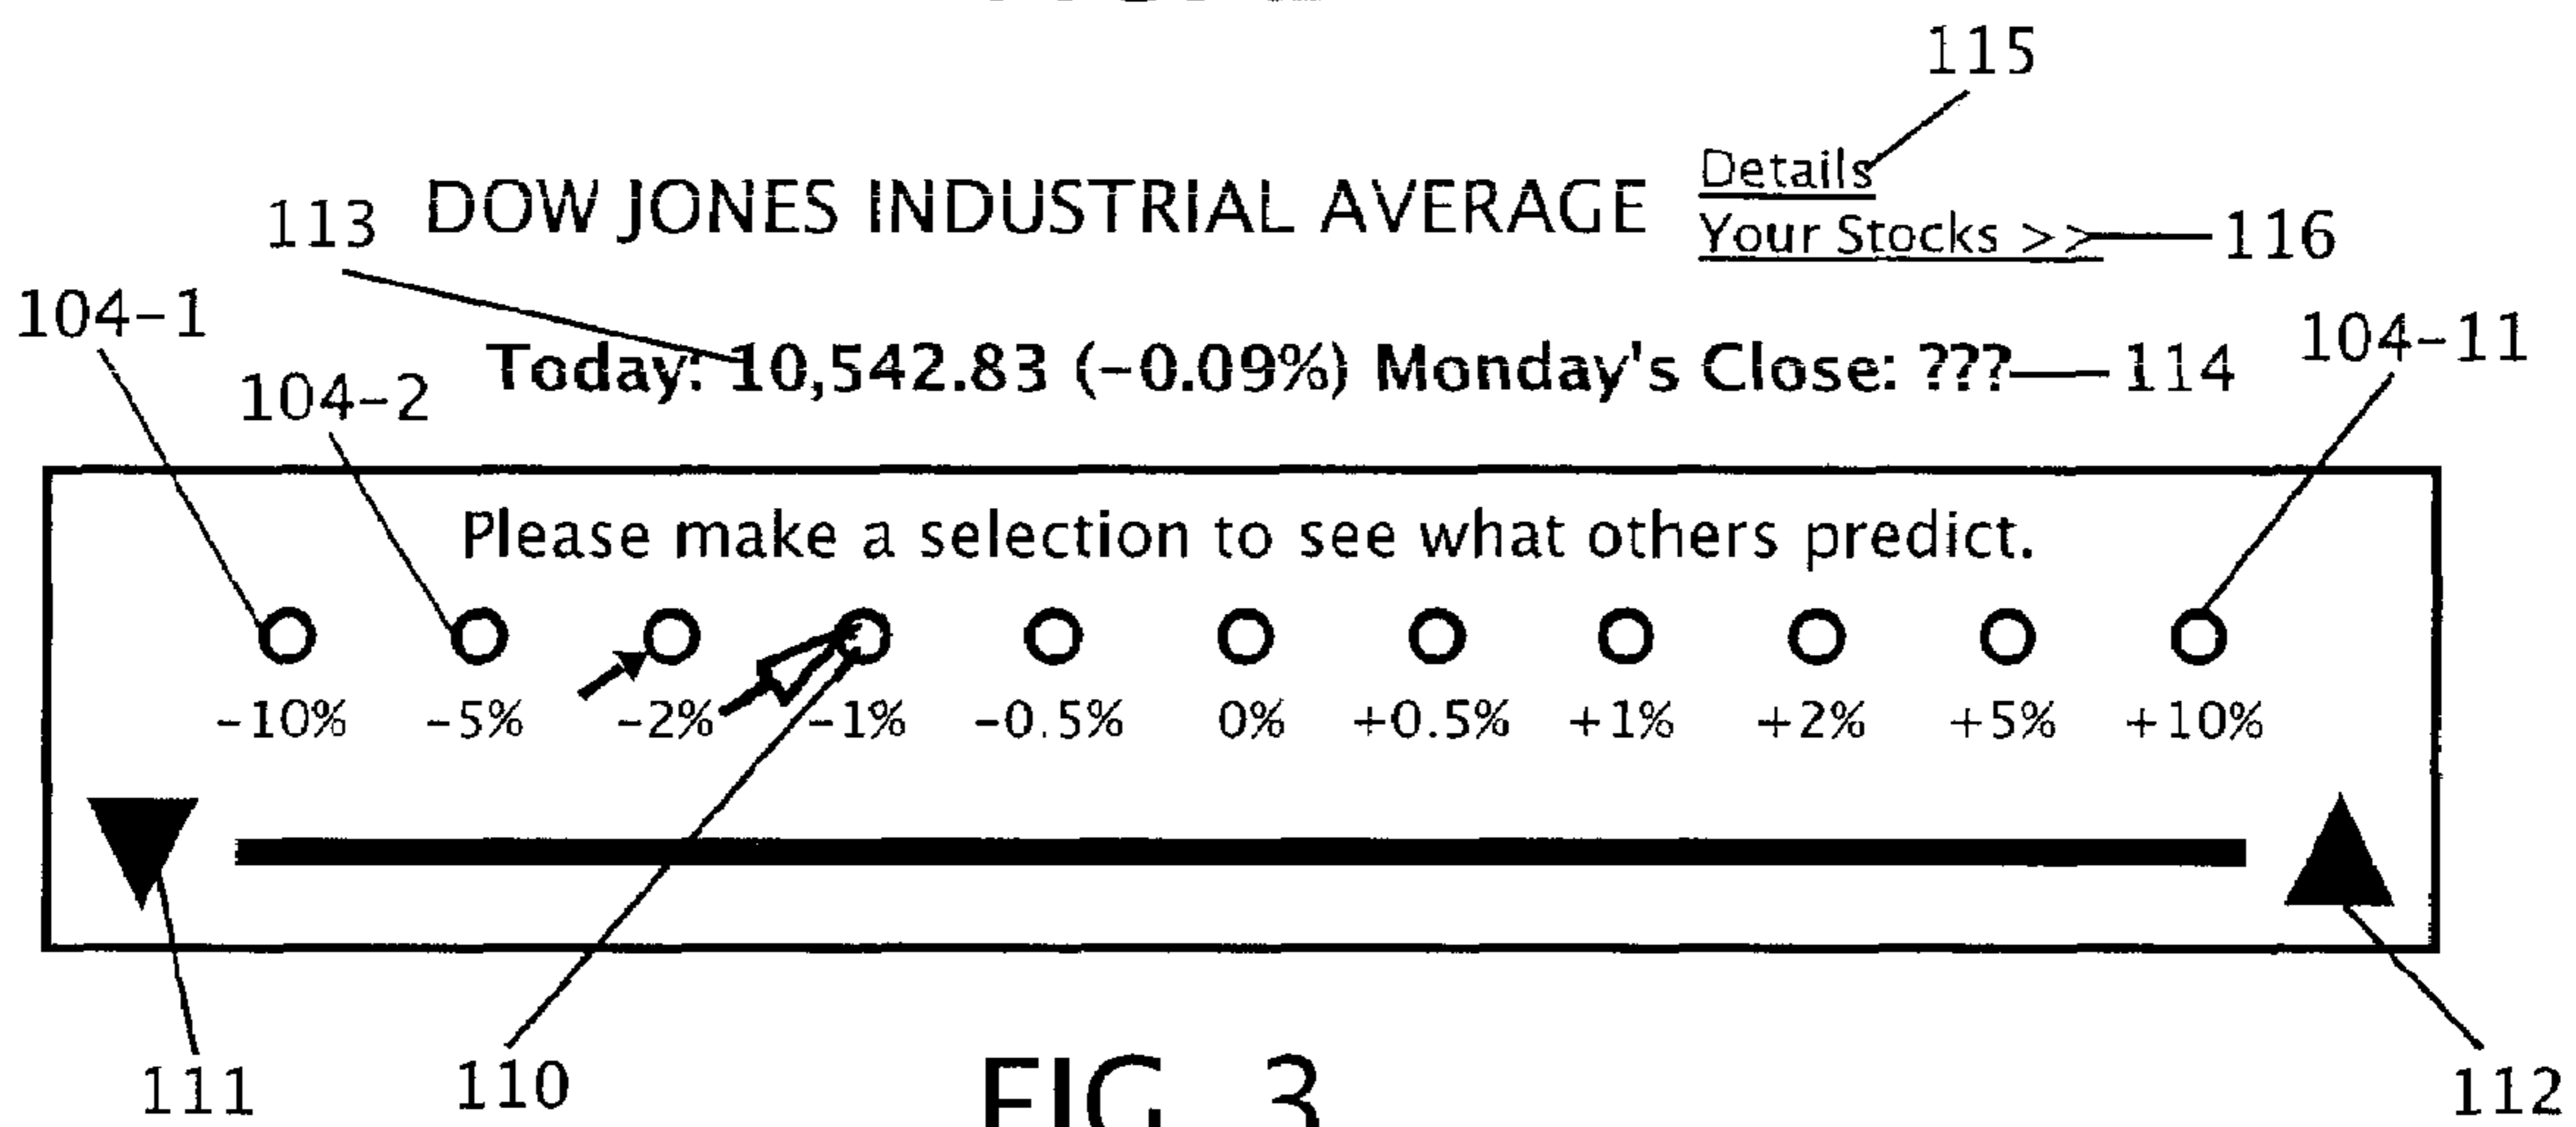 115
DOW JONES INDUSTRIAL AVERAGE
Details
113
Your Stocks >>
116
104-1
104-2
Today: 10,542.83 (-0.09%) Monday's Close: ???
114
104-11
Please make a selection to see what others predict.
-10% -5% -2% -1% -0.5% 0% +0.5% +1% +2% +5% +10%
111
110
FIG. 3
112